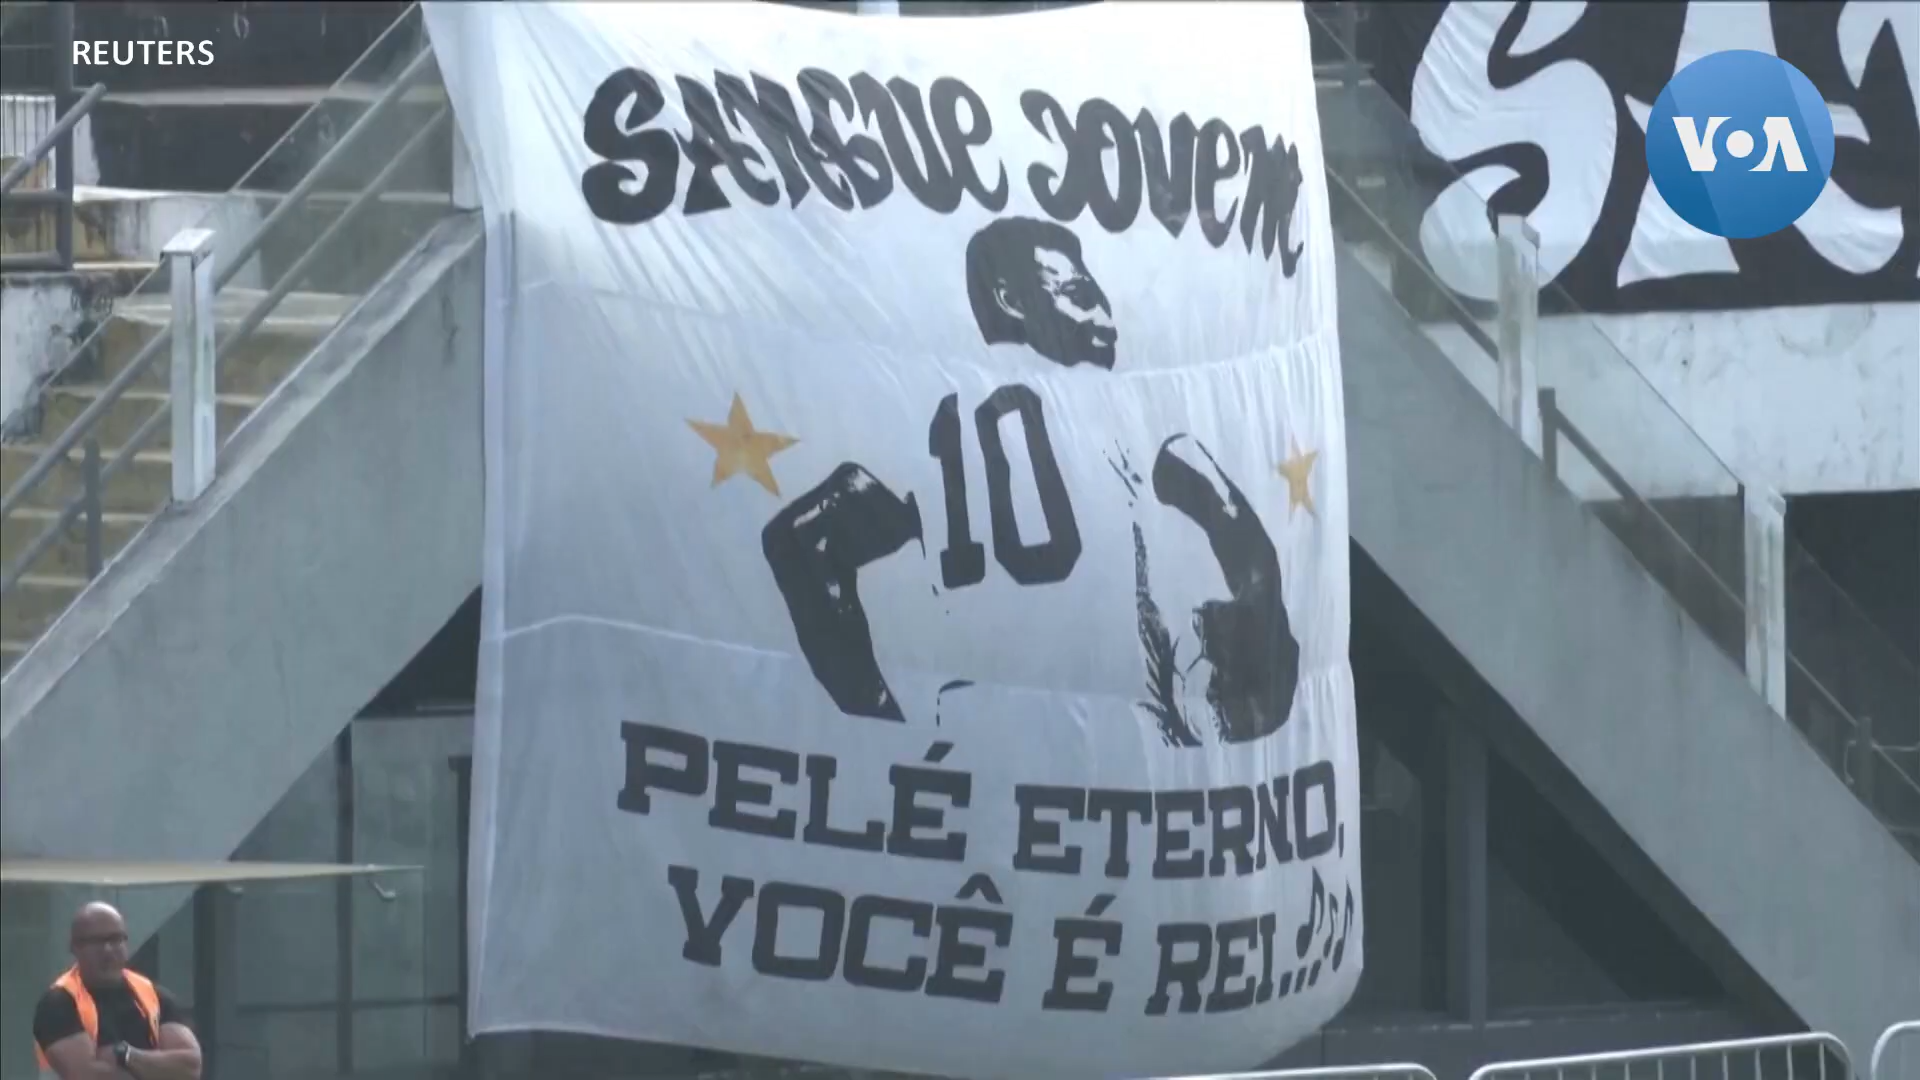 REUTERS
VOA
SANGUE JOVEM
10
PELÉ ETERNO,
VOCÊ É REI...